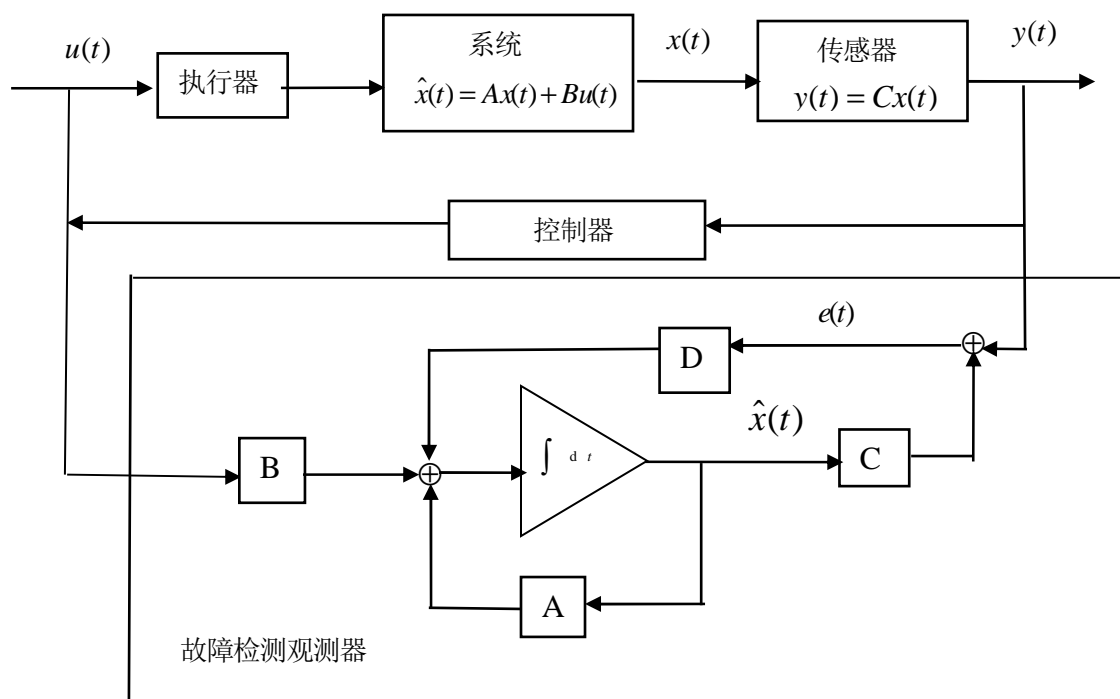 u(t)
执行器
系统
x̂(t) = Ax(t) + Bu(t)
x(t)
传感器
y(t) = Cx(t)
y(t)
控制器
e(t)
D
x̂(t)
B
∫ d t
C
A
故障检测观测器